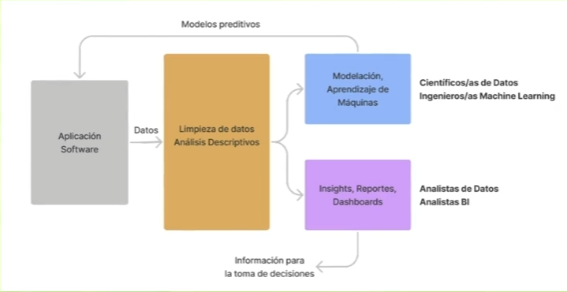 Modelos preditivos
Modelación,
Aprendizaje de
Máquinas
Científicos/as de Datos
Ingenieros/as Machine Learning
Aplicación
Software
Datos
Limpieza de datos
Análisis Descriptivos
Insights, Reportes,
Dashboards
Analistas de Datos
Analistas BI
Información para
la toma de decisiones